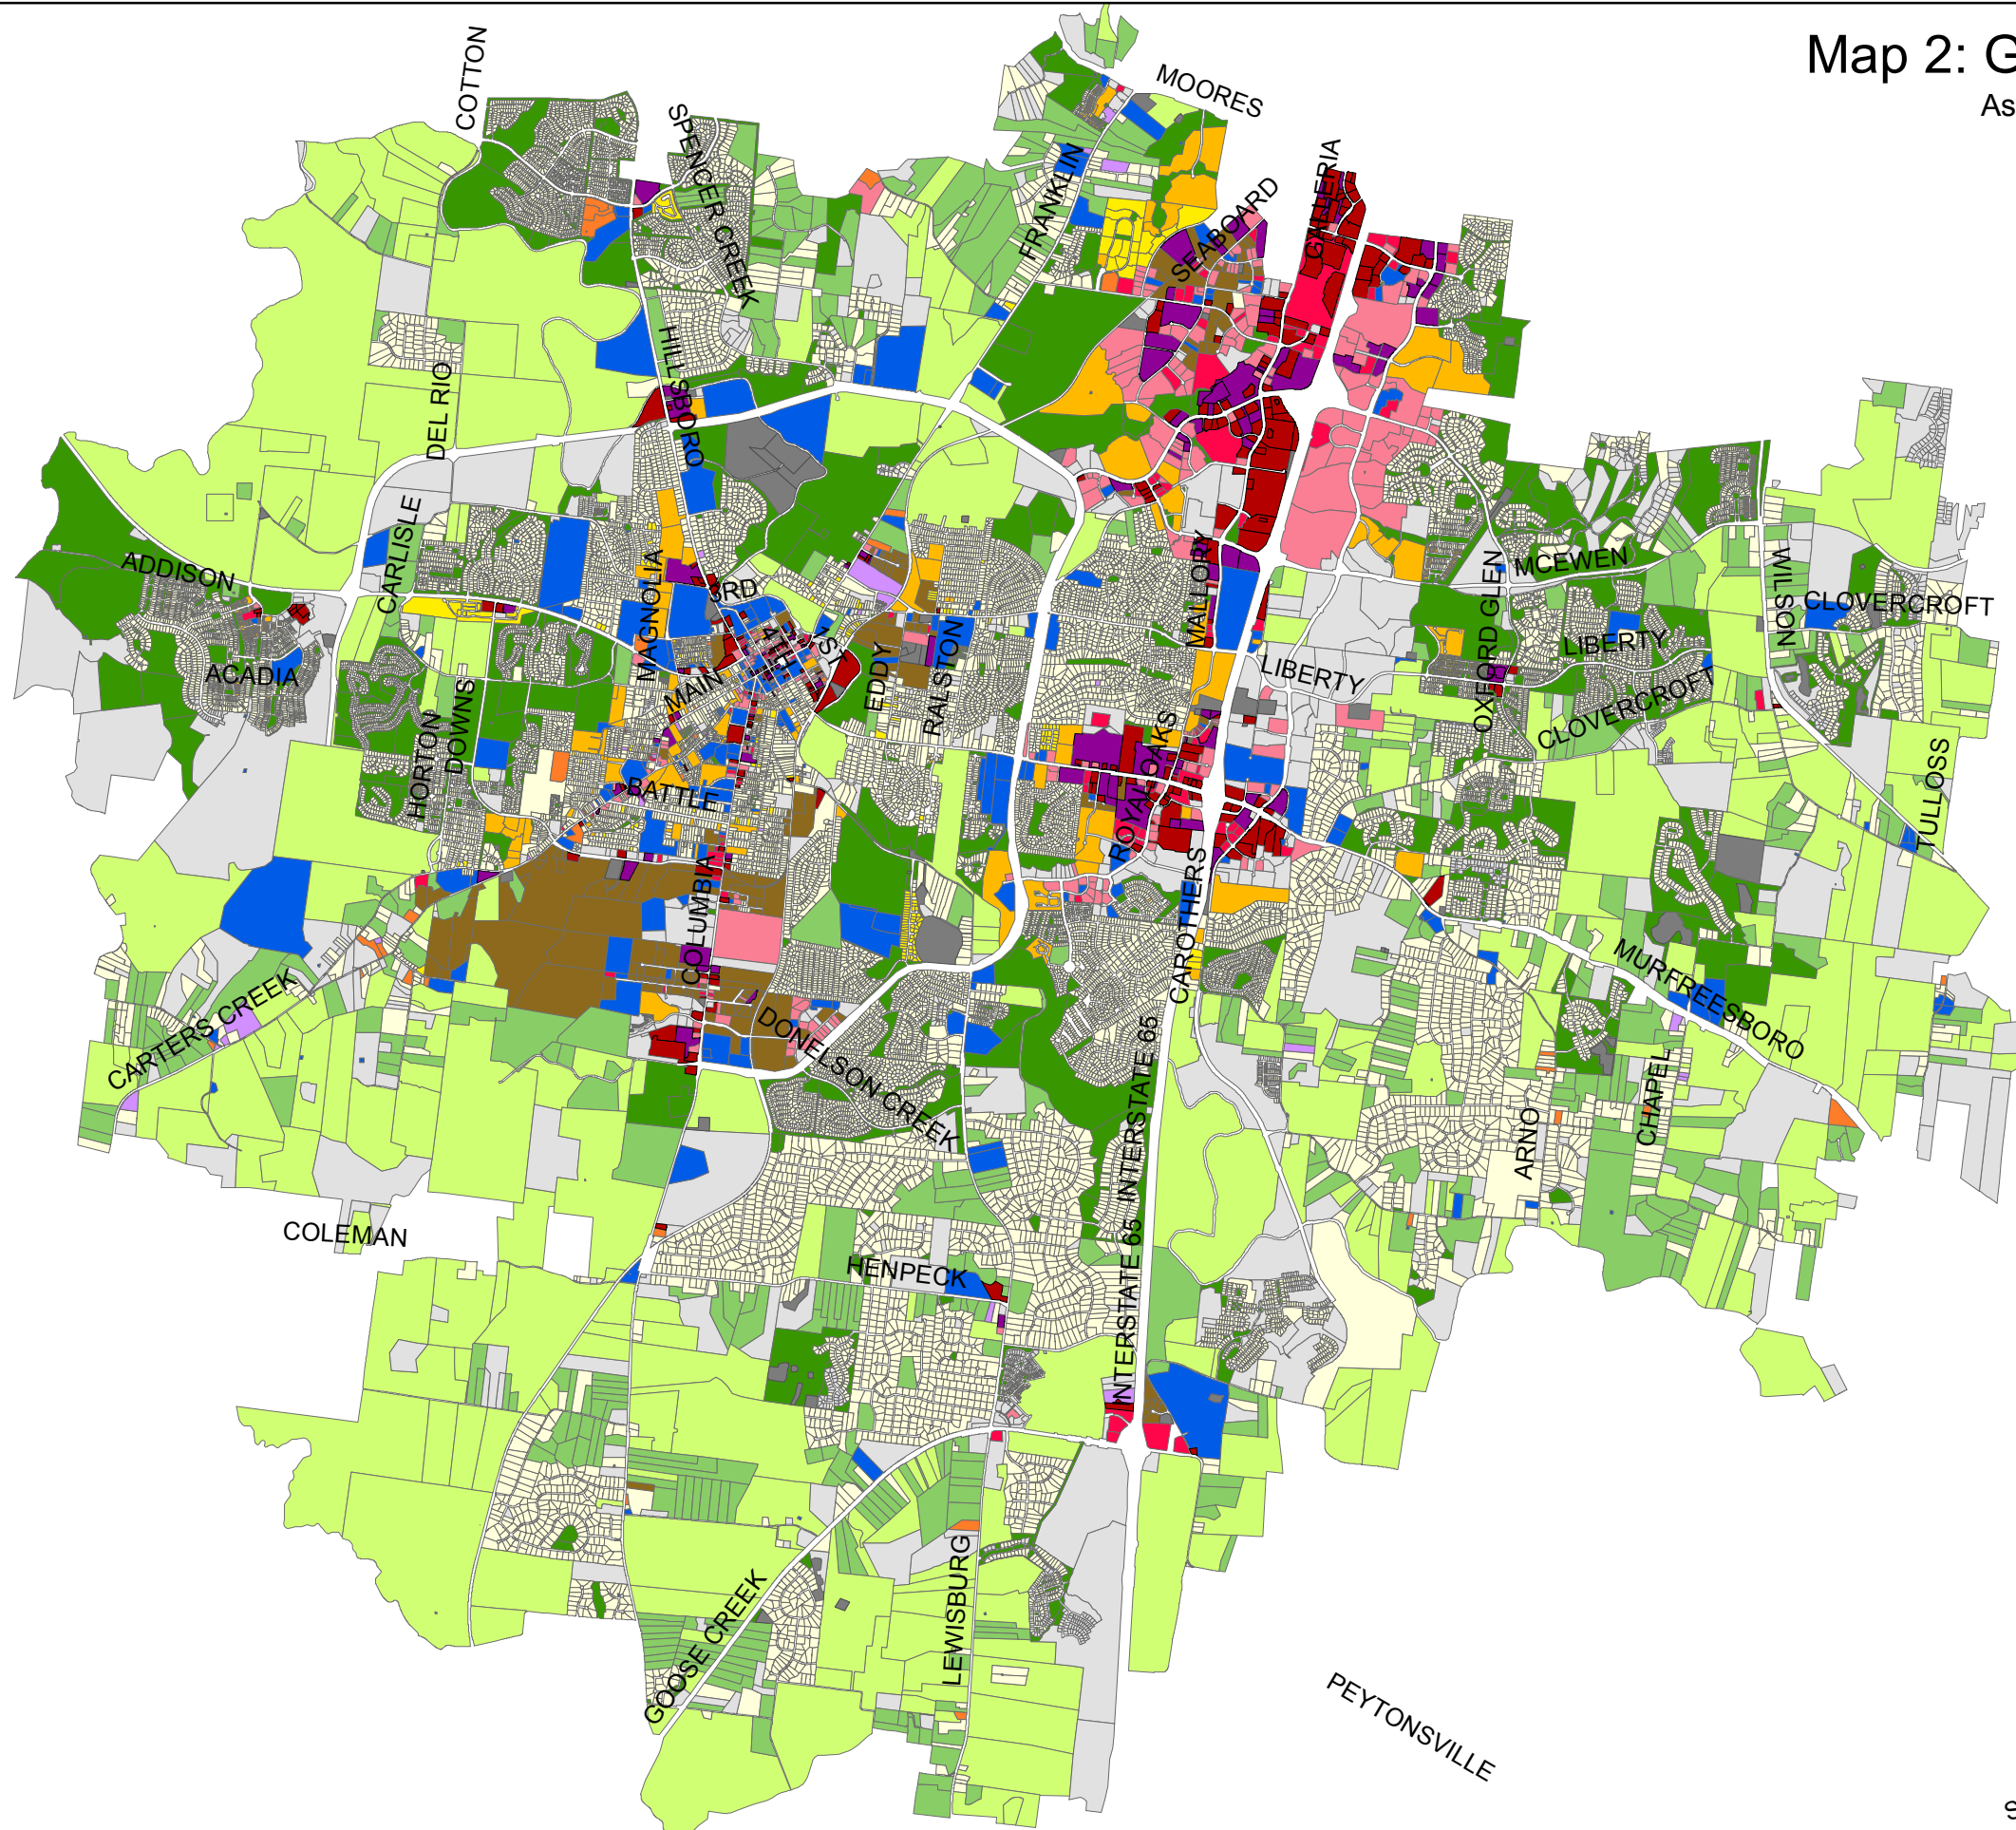 Map 2: G
As
COTTON
MOORES
SPENCER CREEK
GALLERIA
FRANKLIN
SEABOARD
HILLSBORO
DEL RIO
CARLISLE
ADDISON
MAGNOLIA
3RD
MALLORY
MCEWEN
OXFORD GLEN
WILSON
CLOVERCROFT
4TH
1ST
EDDY
RALSTON
LIBERTY
LIBERTY
ACADIA
MAIN
CLOVERCROFT
HORTON
DOWNS
BATTLE
ROYAL OAKS
TULLOSS
COLUMBIA
CAROTHERS
CARTERS CREEK
MURFREESBORO
DONELSON CREEK
INTERSTATE 65
INTERSTATE 65
CHAPEL
ARNO
COLEMAN
HENPECK
GOOSE CREEK
LEWISBURG
PEYTONSVILLE